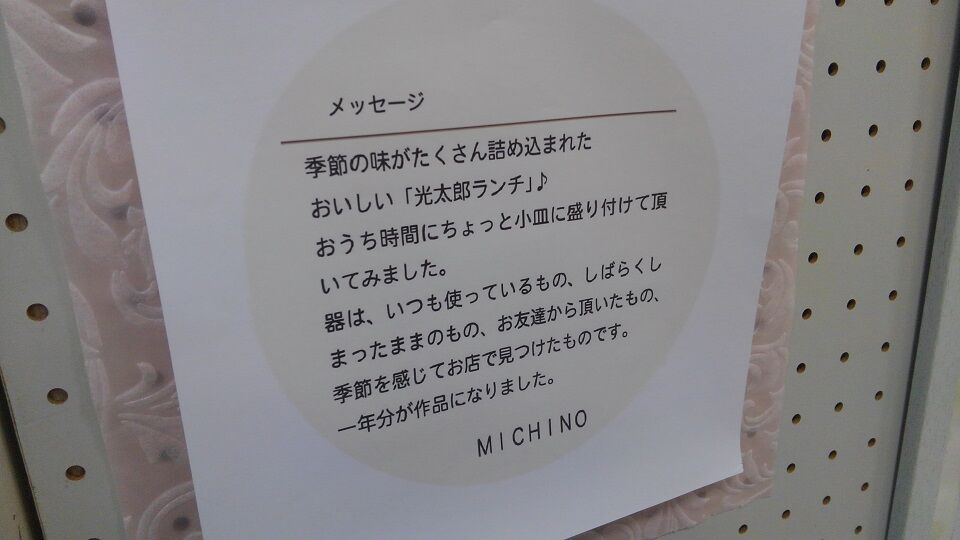 メッセージ
季節の味がたくさん詰め込まれた
おいしい「光太郎ランチ」♪
おうち時間にちょっと小皿に盛り付けて頂
いてみました。
器は、いつも使っているもの、しばらくし
まったままのもの、お友達から頂いたもの、
季節を感じてお店で見つけたものです。
一年分が作品になりました。
MICHINO